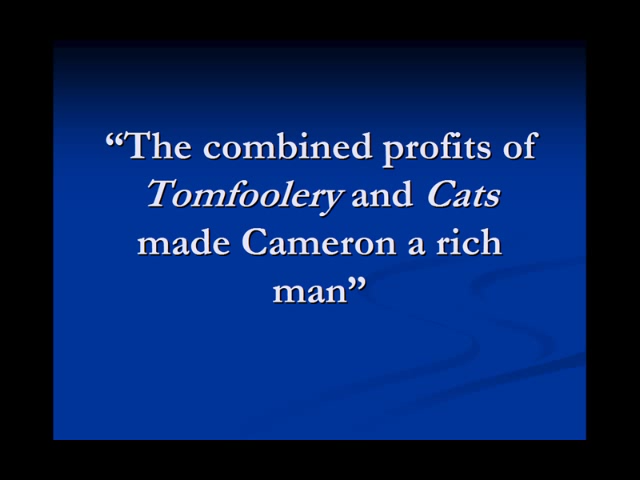 “The combined profits of
Tomfoolery and Cats
made Cameron a rich
man”